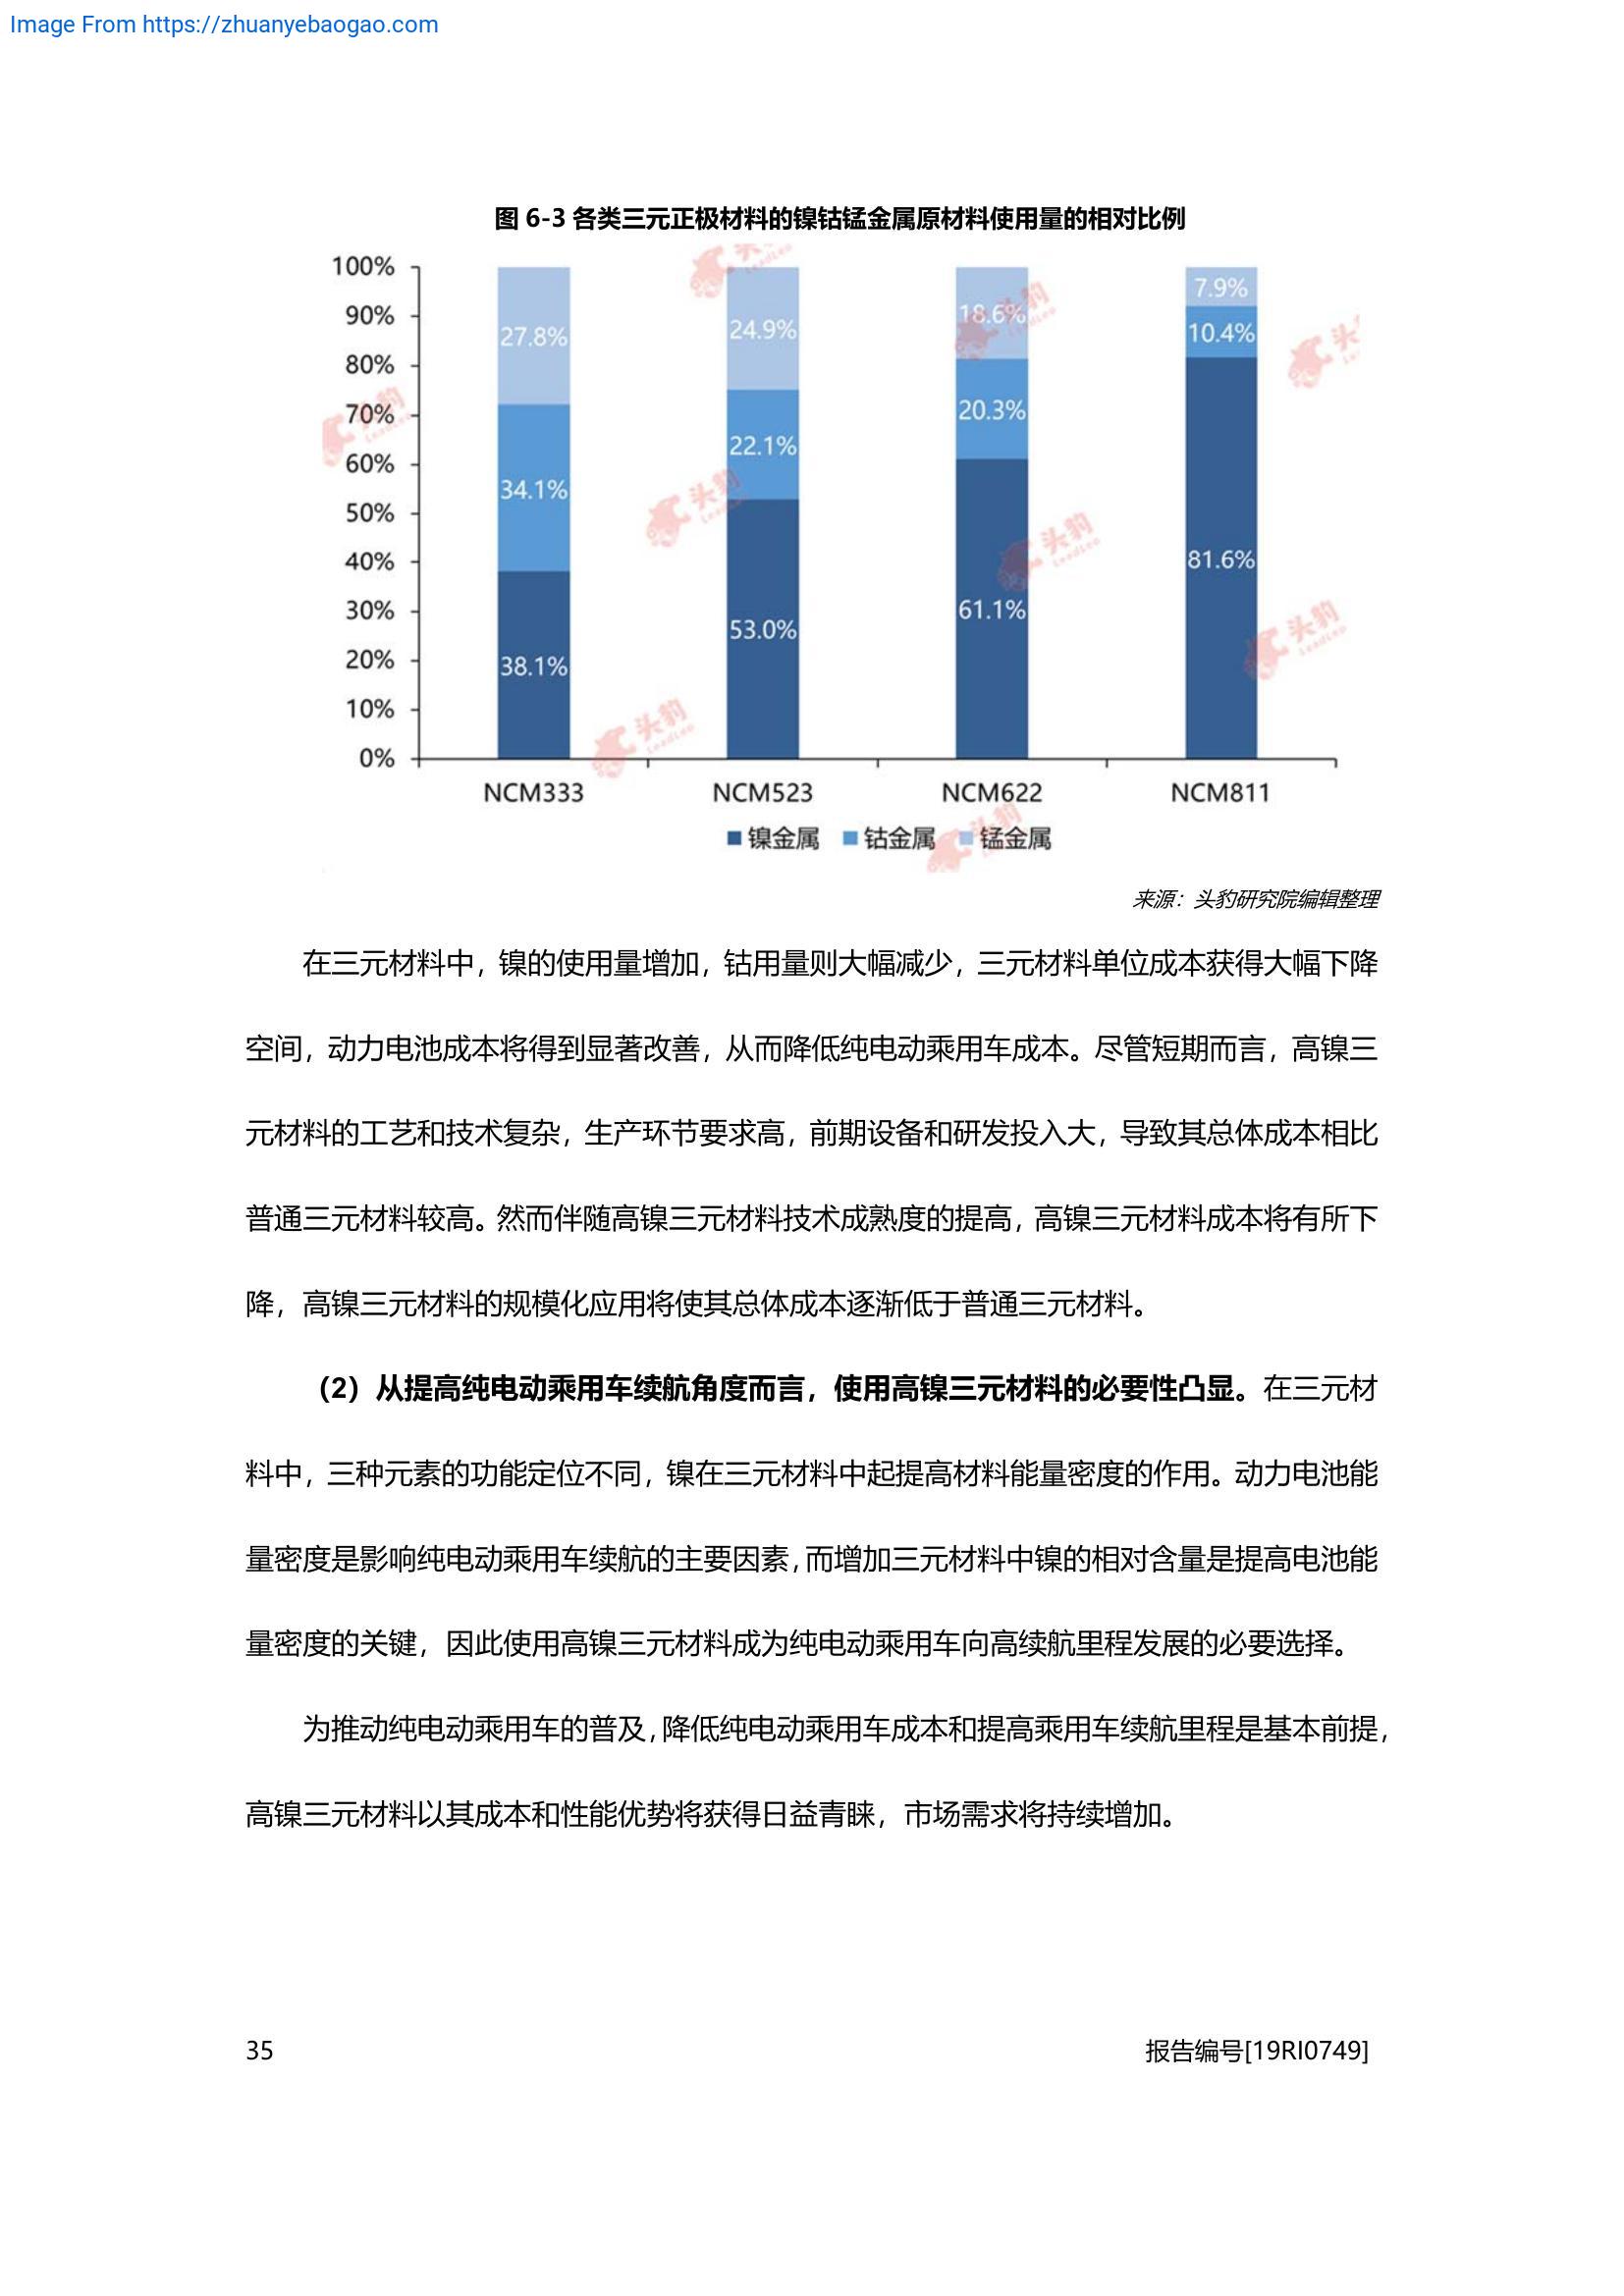 Image From https://zhuanyebaogao.com
图 6-3 各类三元正极材料的镍钴锰金属原材料使用量的相对比例
100%
90%
80%
70%
60%
50%
40%
30%
20%
10%
0%
27.8%
34.1%
38.1%
24.9%
22.1%
53.0%
18.6%
20.3%
61.1%
7.9%
10.4%
81.6%
NCM333 NCM523 NCM622 NCM811
镍金属 钴金属 锰金属
头豹 LeadLeo
来源：头豹研究院编辑整理
在三元材料中，镍的使用量增加，钴用量则大幅减少，三元材料单位成本获得大幅下降
空间，动力电池成本将得到显著改善，从而降低纯电动乘用车成本。尽管短期而言，高镍三
元材料的工艺和技术复杂，生产环节要求高，前期设备和研发投入大，导致其总体成本相比
普通三元材料较高。然而伴随高镍三元材料技术成熟度的提高，高镍三元材料成本将有所下
降，高镍三元材料的规模化应用将使其总体成本逐渐低于普通三元材料。
（2）从提高纯电动乘用车续航角度而言，使用高镍三元材料的必要性凸显。在三元材
料中，三种元素的功能定位不同，镍在三元材料中起提高材料能量密度的作用。动力电池能
量密度是影响纯电动乘用车续航的主要因素，而增加三元材料中镍的相对含量是提高电池能
量密度的关键，因此使用高镍三元材料成为纯电动乘用车向高续航里程发展的必要选择。
为推动纯电动乘用车的普及，降低纯电动乘用车成本和提高乘用车续航里程是基本前提，
高镍三元材料以其成本和性能优势将获得日益青睐，市场需求将持续增加。
35 报告编号[19RI0749]